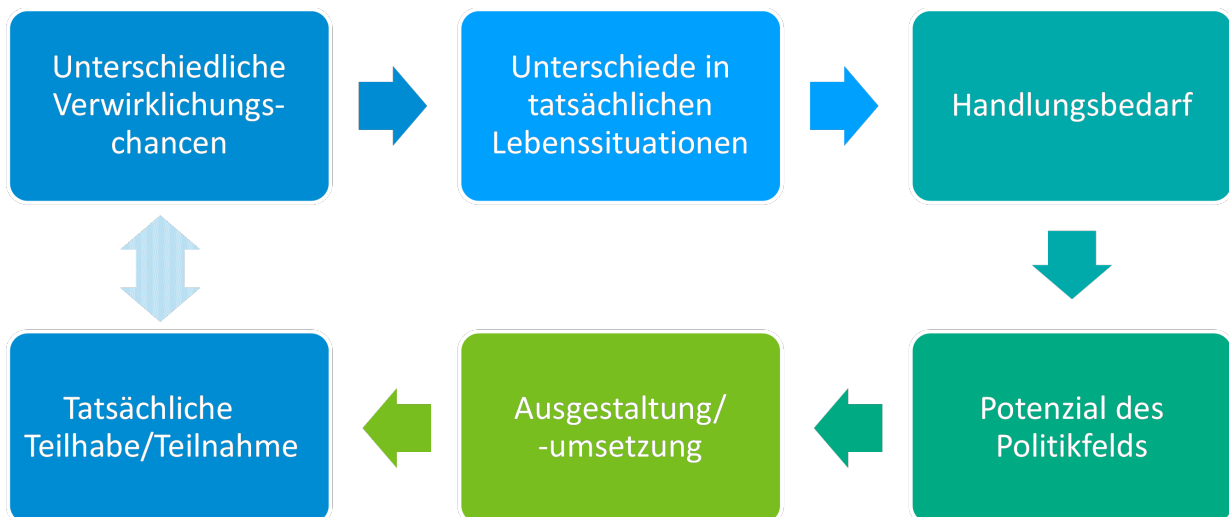 Unterschiedliche
Verwirklichungs-
chancen
Unterschiede in
tatsächlichen
Lebenssituationen
Handlungsbedarf
Tatsächliche
Teilhabe/Teilnahme
Ausgestaltung/
-umsetzung
Potenzial des
Politikfelds